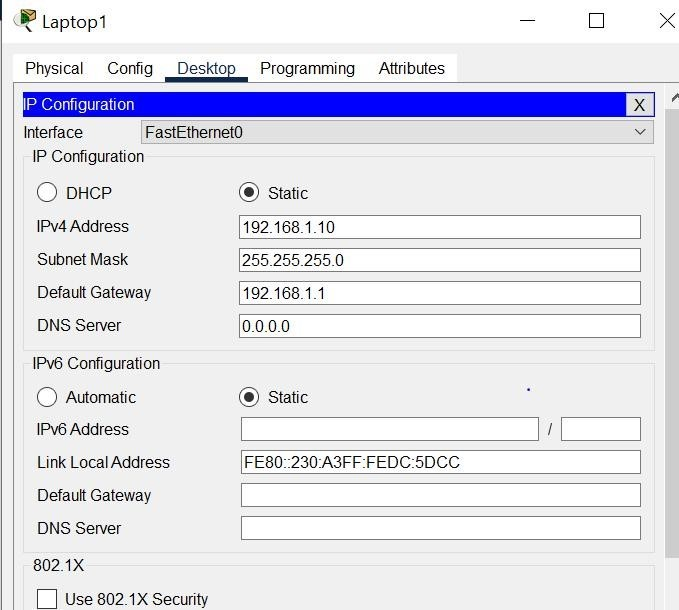 Laptop1
Physical Config Desktop Programming Attributes
IP Configuration X
Interface FastEthernet0
IP Configuration
DHCP Static
IPv4 Address 192.168.1.10
Subnet Mask 255.255.255.0
Default Gateway 192.168.1.1
DNS Server 0.0.0.0
IPv6 Configuration
Automatic Static
IPv6 Address /
Link Local Address FE80::230:A3FF:FEDC:5DCC
Default Gateway
DNS Server
802.1X
Use 802.1X Security